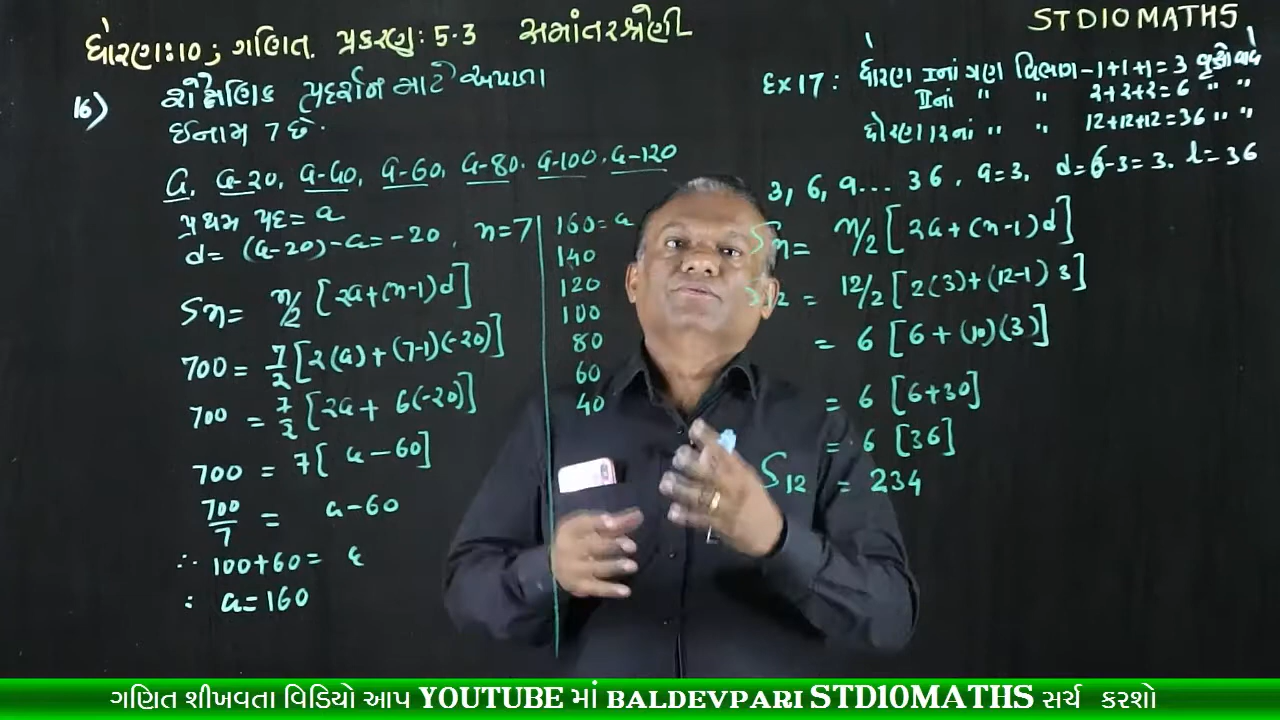 ધોરણ:10 ; ગણિત. પ્રકરણ: 5.3 સમાંતરશ્રેણી
STD10MATHS
16) શૈક્ષણિક પ્રદર્શન માટે અપાતા
ઈનામ 7 છે.
a, a-20, a-40, a-60, a-80, a-100, a-120
પ્રથમ પદ = a
d = (a-20)-a = -20 , n=7
Sn = n/2 [2a+(n-1)d]
700 = 7/2 [2(a)+(7-1)(-20)]
700 = 7/2 [2a+ 6(-20)]
700 = 7[ a-60]
700/7 = a-60
∴ 100+60 = a
∴ a=160
160=a
140
120
100
80
60
40
Ex 17: ધોરણ Iનાં ત્રણ વિભાગ -1+1+1=3 વૃક્ષો વાવે
IIનાં " " 2+2+2=6 " "
ધોરણ 12નાં " " 12+12+12=36 " "
3, 6, 9... 36 , a=3, d=6-3=3. l=36
Sn= n/2 [2a+(n-1)d]
S12 = 12/2 [2(3)+(12-1)3]
= 6 [6+(10)(3)]
= 6 [6+30]
= 6 [36]
S12 = 234
ગણિત શીખવતા વિડિયો આપ YOUTUBE માં BALDEVPARI STD10MATHS સર્ચ કરશો